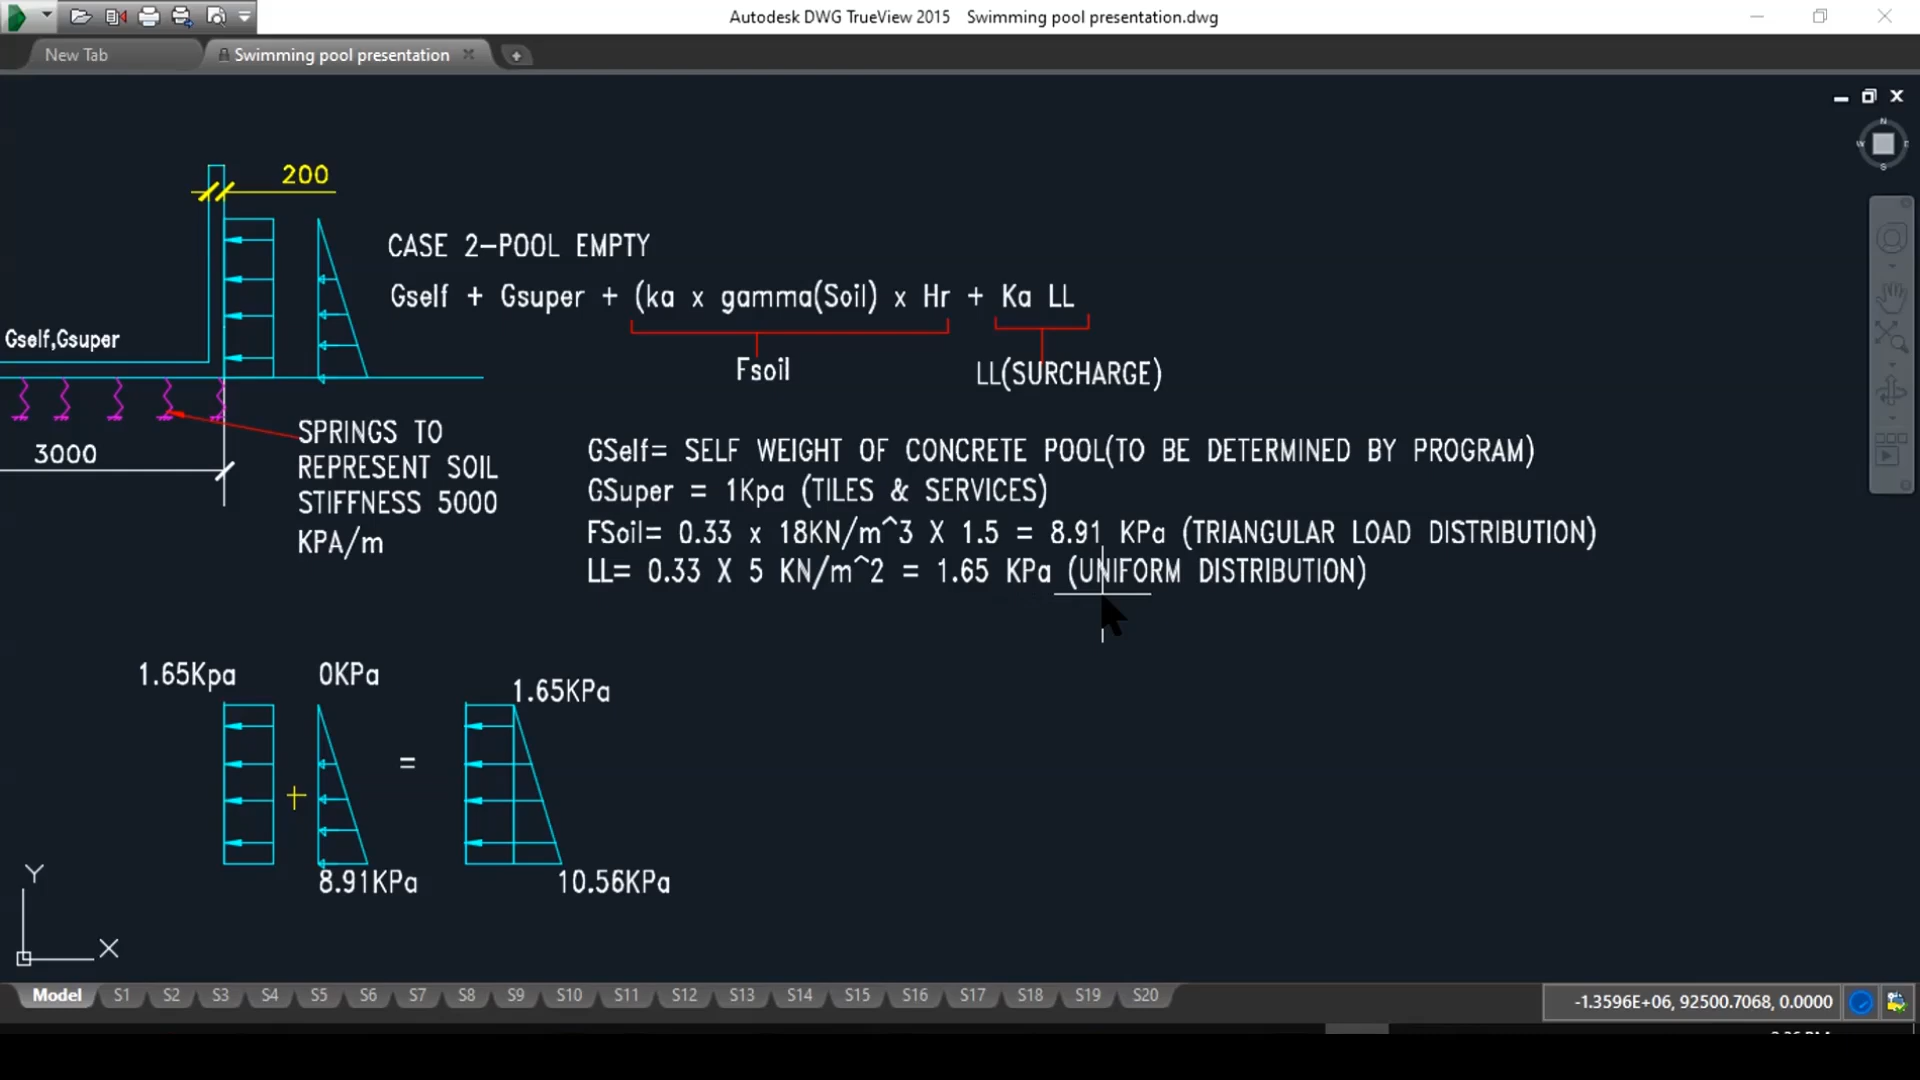 Autodesk DWG TrueView 2015 Swimming pool presentation.dwg
New Tab
Swimming pool presentation
N
W
S
200
CASE 2-POOL EMPTY
Gself + Gsuper + (ka x gamma(Soil) x Hr + Ka LL
Fsoil
LL(SURCHARGE)
Gself,Gsuper
SPRINGS TO
REPRESENT SOIL
STIFFNESS 5000
KPA/m
3000
GSelf= SELF WEIGHT OF CONCRETE POOL(TO BE DETERMINED BY PROGRAM)
GSuper = 1Kpa (TILES & SERVICES)
FSoil= 0.33 x 18KN/m^3 X 1.5 = 8.91 KPa (TRIANGULAR LOAD DISTRIBUTION)
LL= 0.33 X 5 KN/m^2 = 1.65 KPa (UNIFORM DISTRIBUTION)
1.65Kpa
0KPa
1.65KPa
+
=
8.91KPa
10.56KPa
Y
X
Model S1 S2 S3 S4 S5 S6 S7 S8 S9 S10 S11 S12 S13 S14 S15 S16 S17 S18 S19 S20
-1.3596E+06, 92500.7068, 0.0000